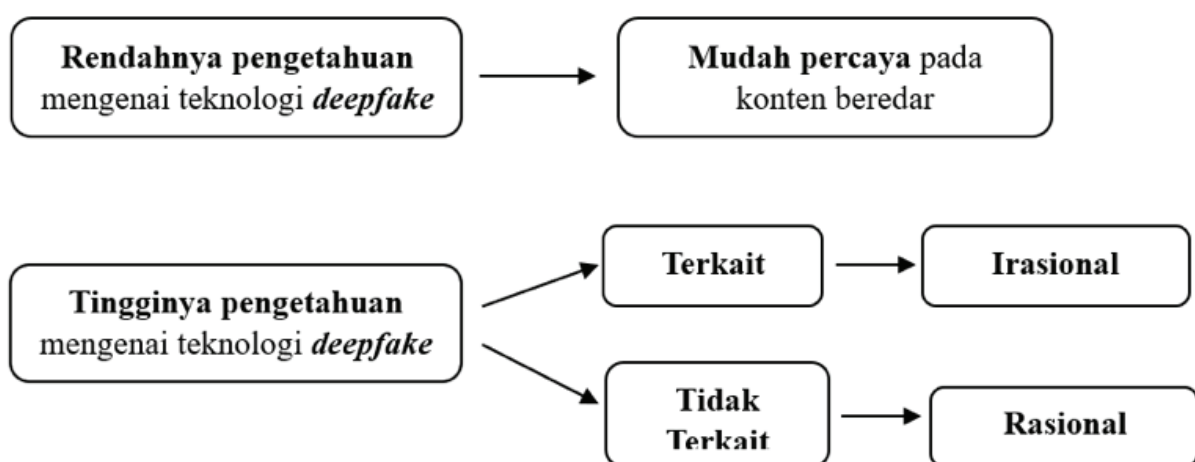 Rendahnya pengetahuan
mengenai teknologi deepfake
Mudah percaya pada
konten beredar
Tingginya pengetahuan
mengenai teknologi deepfake
Terkait
Irasional
Tidak
Terkait
Rasional